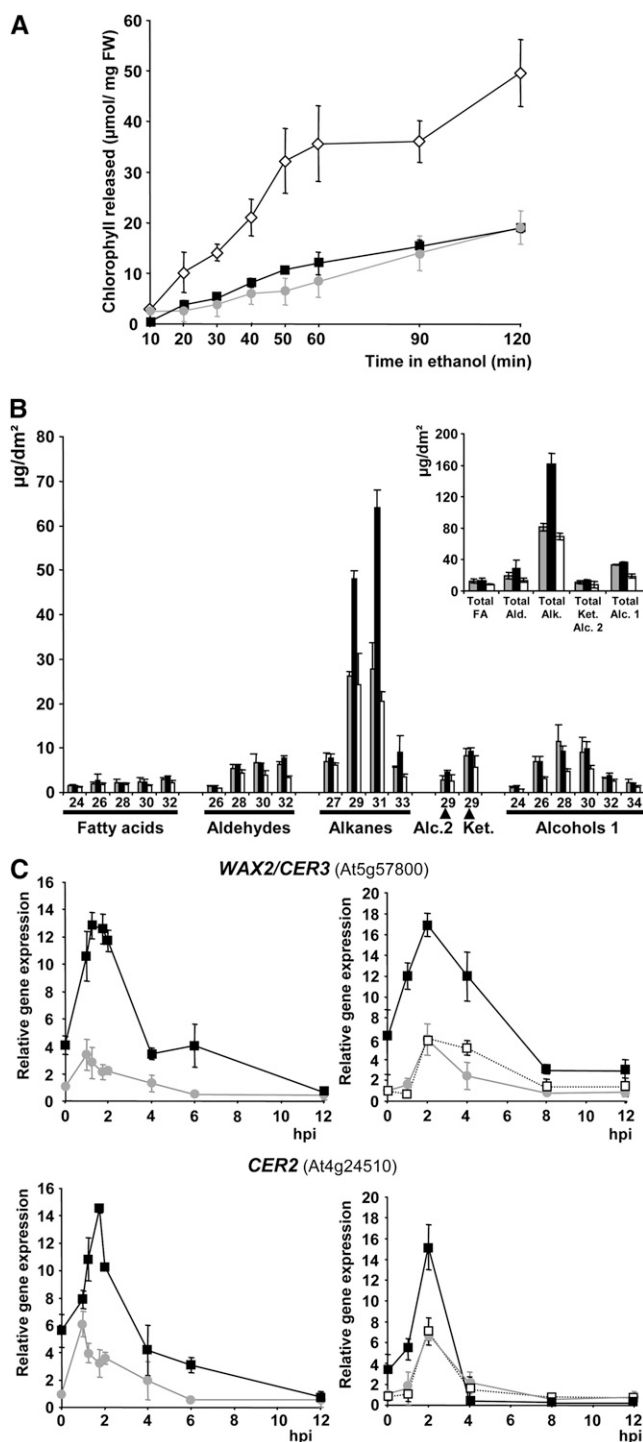 A
Chlorophyll released (µmol/ mg FW)
60
50
40
30
20
10
0
10 20 30 40 50 60 90 120
Time in ethanol (min)
B
µg/dm²
80
70
60
50
40
30
20
10
0
µg/dm²
200
160
120
80
40
0
Total FA
Total Ald.
Total Alk.
Total Ket. Alc. 2
Total Alc. 1
24 26 28 30 32 26 28 30 32 27 29 31 33 29 29 24 26 28 30 32 34
Fatty acids Aldehydes Alkanes Alc.2 Ket. Alcohols 1
C
WAX2/CER3 (At5g57800)
Relative gene expression
16
14
12
10
8
6
4
2
0
0 2 4 6 8 10 12
hpi
Relative gene expression
20
18
16
14
12
10
8
6
4
2
0
0 2 4 6 8 10 12
hpi
CER2 (At4g24510)
Relative gene expression
16
14
12
10
8
6
4
2
0
0 2 4 6 8 10 12
hpi
Relative gene expression
20
18
16
14
12
10
8
6
4
2
0
0 2 4 6 8 10 12
hpi